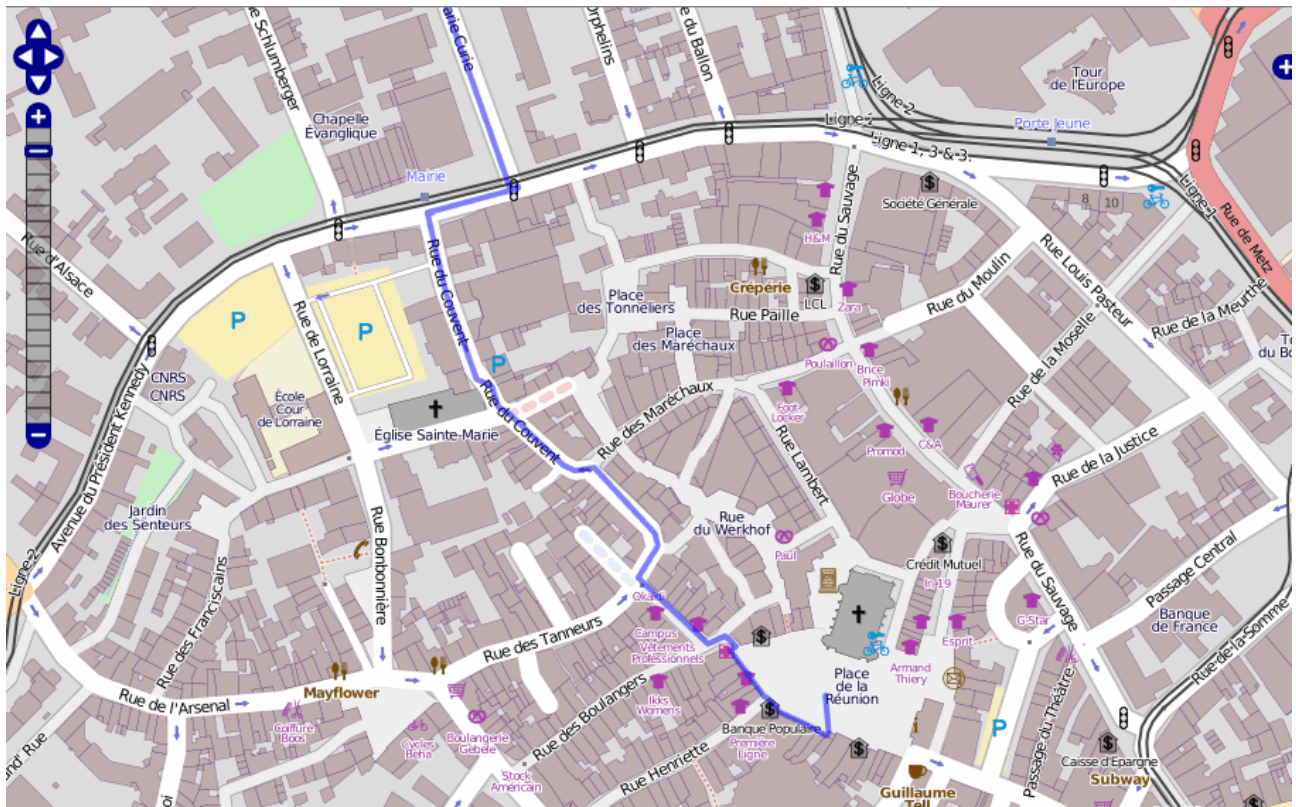 Rue Schlumberger
Marie Curie
Orphelins
du Ballon
Ligne 2
Tour
de l'Europe
Chapelle
Évanglique
Porte Jeune
Ligne 1, 3 & 3.
Mairie
Société Générale
8
10
Ligne 1
Rue de Metz
H&M
Rue du Sauvage
Rue d'Alsace
Rue du Couvent
Crêperie
LCL
Zara
Rue du Moulin
Rue Louis Pasteur
Rue de la Meurthe
Place
des Tonneliers
Rue Paille
Place
des Maréchaux
P
P
P
Rue de Lorraine
Poulaillon
Brice
Pimki
Rue de la Moselle
CNRS
CNRS
École
Cour
de Lorraine
Foot
Locker
Avenue du Président Kennedy
Église Sainte-Marie
Rue du Couvent
Rue des Maréchaux
Rue Lambert
Promod
C&A
Globe
Boucherie
Maurer
Rue de la Justice
Jardin
des Senteurs
Rue Bonbonnière
Rue
du Werkhof
Paul
Crédit Mutuel
In 19
Rue du Sauvage
Passage Central
Ligne 2
Rue des Franciscains
Okaïdi
Campus
Vêtements
Professionnels
Esprit
G-Star
Banque
de France
Rue de la Somme
Rue des Tanneurs
Armand
Thiery
Place
de la
Réunion
Mayflower
Rue de l'Arsenal
Ikks
Womens
Rue des Boulangers
Banque Populaire
Première
Ligne
P
Passage du Théâtre
Coiffure
Boos
Cycles
Beha
Boulangerie
Gebele
Stock
Américain
Rue Henriette
Guillaume
Tell
Caisse d'Epargne
Subway